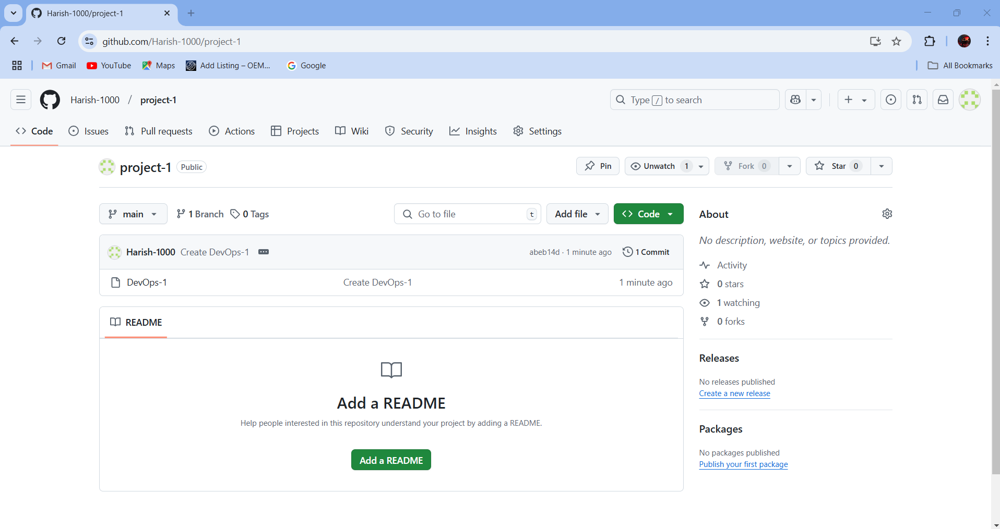 Harish-1000/project-1
github.com/Harish-1000/project-1
Gmail YouTube Maps Add Listing – OEM... Google All Bookmarks
Harish-1000 / project-1 Type / to search
Code Issues Pull requests Actions Projects Wiki Security Insights Settings
project-1 Public Pin Unwatch 1 Fork 0 Star 0
main 1 Branch 0 Tags Go to file t Add file Code
Harish-1000 Create DevOps-1 abeb14d · 1 minute ago 1 Commit
DevOps-1 Create DevOps-1 1 minute ago
README
Add a README
Help people interested in this repository understand your project by adding a README.
Add a README
About
No description, website, or topics provided.
Activity
0 stars
1 watching
0 forks
Releases
No releases published
Create a new release
Packages
No packages published
Publish your first package